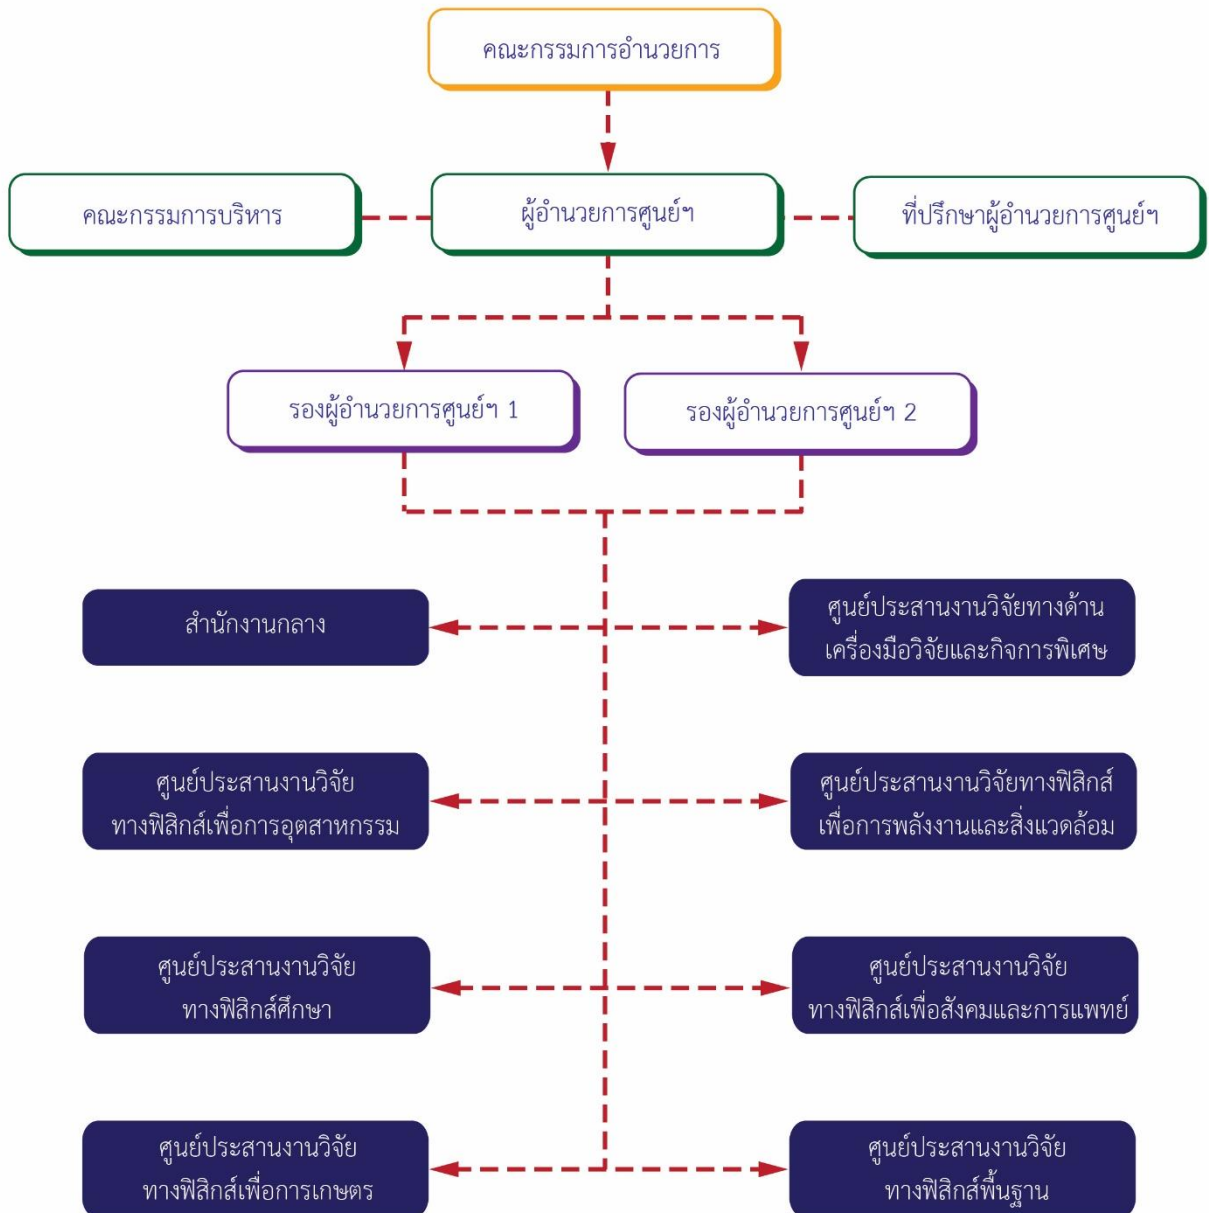 คณะกรรมการอำนวยการ
คณะกรรมการบริหาร
ผู้อำนวยการศูนย์ฯ
ที่ปรึกษาผู้อำนวยการศูนย์ฯ
รองผู้อำนวยการศูนย์ฯ 1
รองผู้อำนวยการศูนย์ฯ 2
สำนักงานกลาง
ศูนย์ประสานงานวิจัยทางด้าน
เครื่องมือวิจัยและกิจการพิเศษ
ศูนย์ประสานงานวิจัย
ทางฟิสิกส์เพื่อการอุตสาหกรรม
ศูนย์ประสานงานวิจัยทางฟิสิกส์
เพื่อการพลังงานและสิ่งแวดล้อม
ศูนย์ประสานงานวิจัย
ทางฟิสิกส์ศึกษา
ศูนย์ประสานงานวิจัย
ทางฟิสิกส์เพื่อสังคมและการแพทย์
ศูนย์ประสานงานวิจัย
ทางฟิสิกส์เพื่อการเกษตร
ศูนย์ประสานงานวิจัย
ทางฟิสิกส์พื้นฐาน